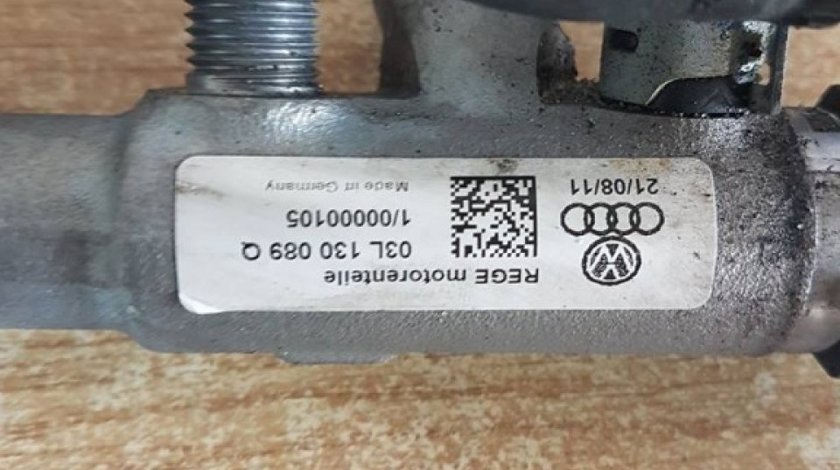 REGE motorenteile
03L 130 089 Q
1/00000105
Made in Germany
21/08/11